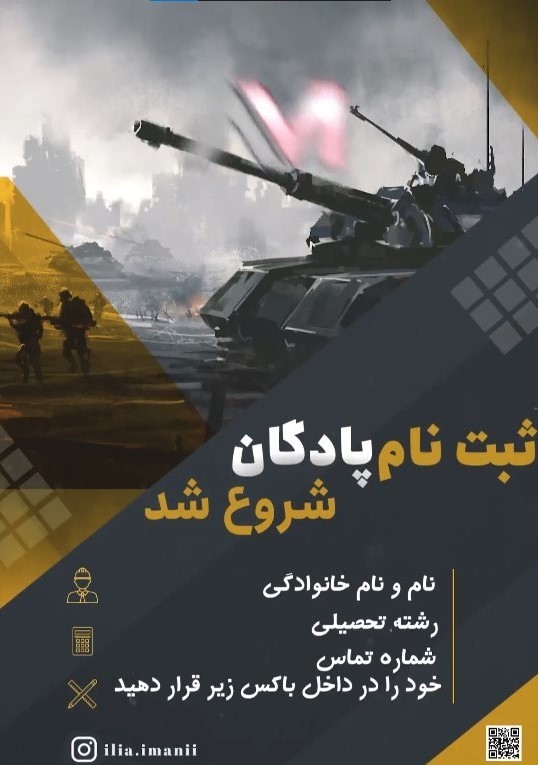 ثبت نام پادگان
شروع شد
نام و نام خانوادگی
رشته تحصیلی
شماره تماس
خود را در داخل باکس زیر قرار دهید
ilia.imanii